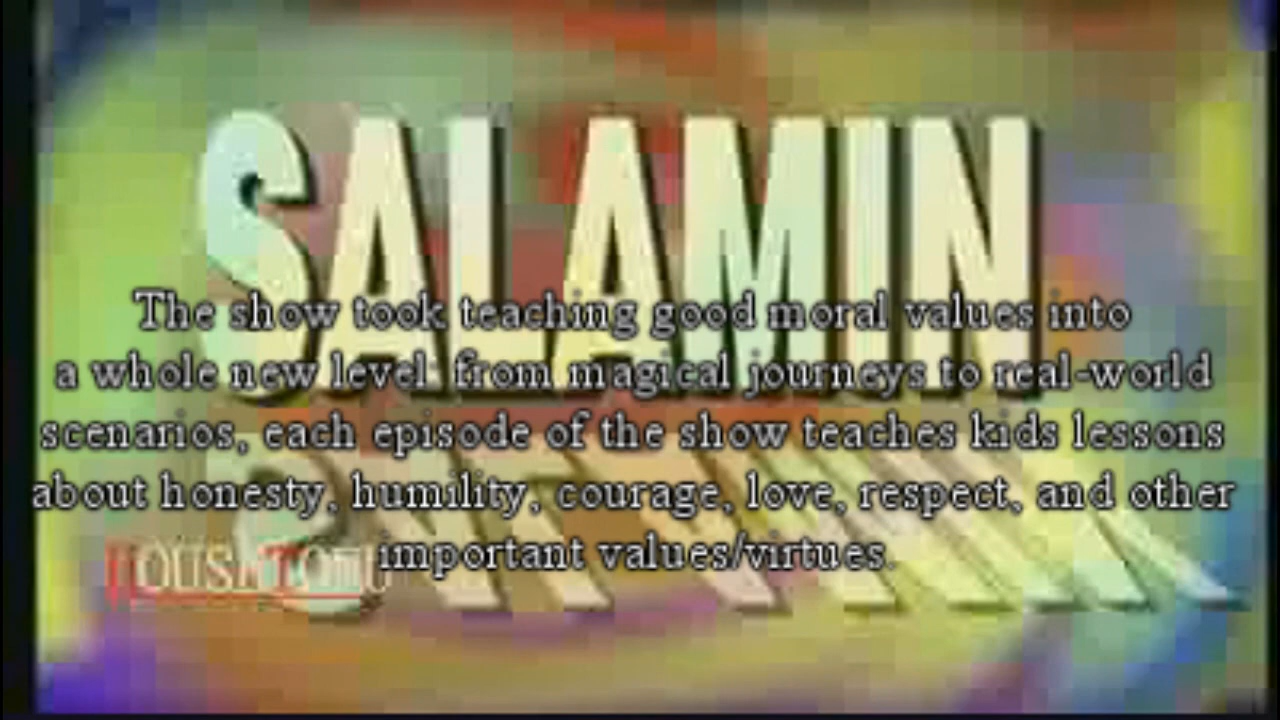 SALAMIN
The show took teaching good moral values into
a whole new level. from magical journeys to real-world
scenarios, each episode of the show teaches kids lessons
about honesty, humility, courage, love, respect, and other
important values/virtues.